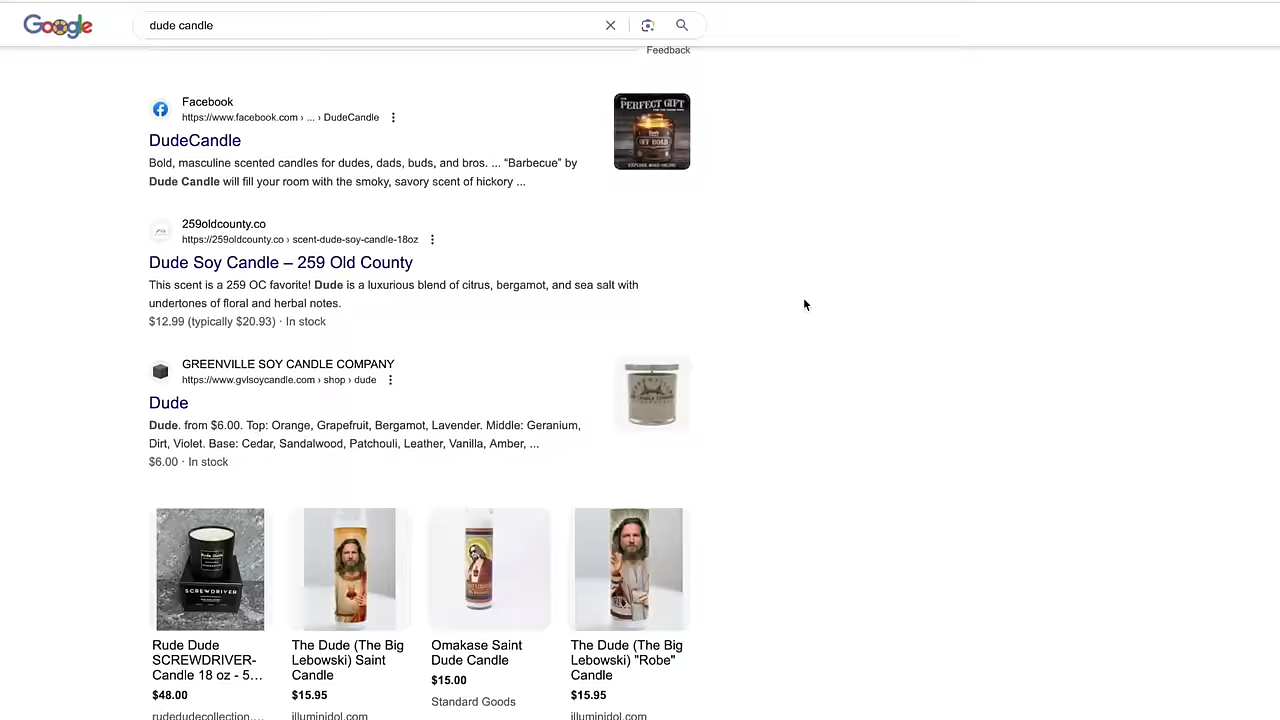 Google
dude candle
Feedback
Facebook
https://www.facebook.com › ... › DudeCandle
DudeCandle
Bold, masculine scented candles for dudes, dads, buds, and bros. ... “Barbecue” by
Dude Candle will fill your room with the smoky, savory scent of hickory ...
PERFECT GIFT
Dude
OFF ROAD
259oldcounty.co
https://259oldcounty.co › scent-dude-soy-candle-18oz
Dude Soy Candle – 259 Old County
This scent is a 259 OC favorite! Dude is a luxurious blend of citrus, bergamot, and sea salt with
undertones of floral and herbal notes.
$12.99 (typically $20.93) · In stock
GREENVILLE SOY CANDLE COMPANY
https://www.gvlsoycandle.com › shop › dude
Dude
Dude. from $6.00. Top: Orange, Grapefruit, Bergamot, Lavender. Middle: Geranium,
Dirt, Violet. Base: Cedar, Sandalwood, Patchouli, Leather, Vanilla, Amber, ...
$6.00 · In stock
Rude Dude
SCREWDRIVER
Rude Dude
SCREWDRIVER-
Candle 18 oz - 5...
$48.00
rudedudecollection....
The Dude (The Big
Lebowski) Saint
Candle
$15.95
illuminidol.com
Omakase Saint
Dude Candle
$15.00
Standard Goods
The Dude (The Big
Lebowski) "Robe"
Candle
$15.95
illuminidol.com